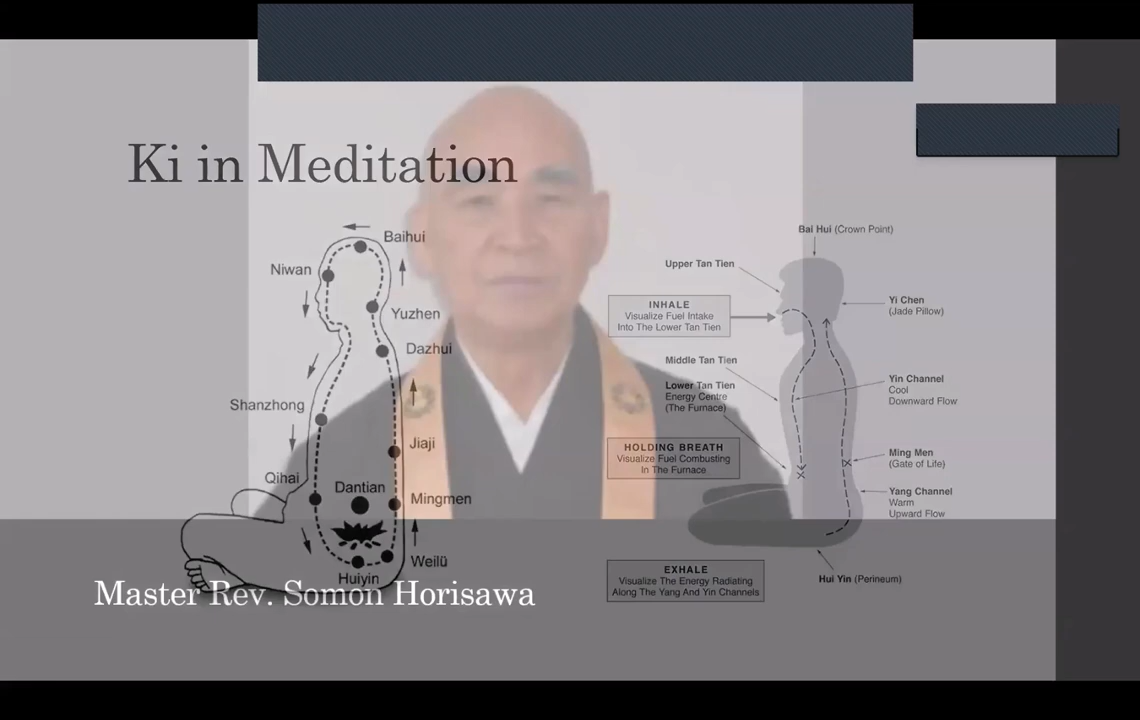 Ki in Meditation
Baihui
Niwan
Yuzhen
Dazhui
Shanzhong
Jiaji
Qihai
Dantian
Mingmen
Weilü
Huiyin
Master Rev. Somon Horisawa
Bai Hui (Crown Point)
Upper Tan Tien
INHALE
Visualize Fuel Intake
Into The Lower Tan Tien
Yi Chen
(Jade Pillow)
Middle Tan Tien
Lower Tan Tien
Energy Centre
(The Furnace)
Yin Channel
Cool
Downward Flow
HOLDING BREATH
Visualize Fuel Combusting
In The Furnace
Ming Men
(Gate of Life)
Yang Channel
Warm
Upward Flow
EXHALE
Visualize The Energy Radiating
Along The Yang And Yin Channels
Hui Yin (Perineum)